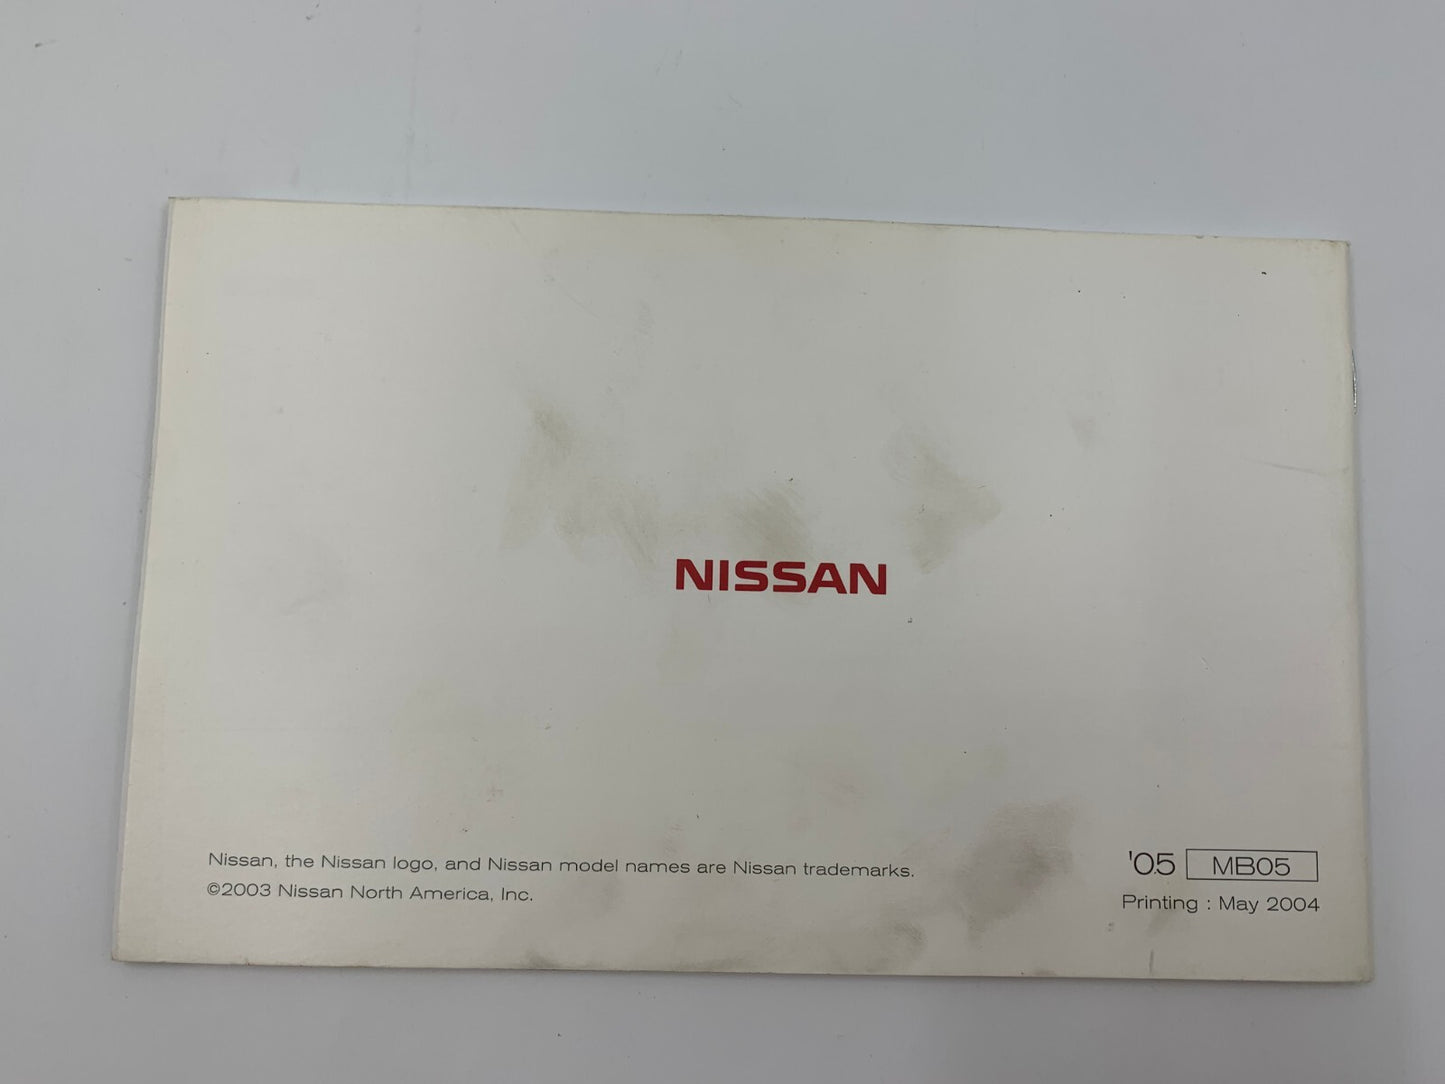 NISSAN
Nissan, the Nissan logo, and Nissan model names are Nissan trademarks.
©2003 Nissan North America, Inc.
'05 MB05
Printing : May 2004